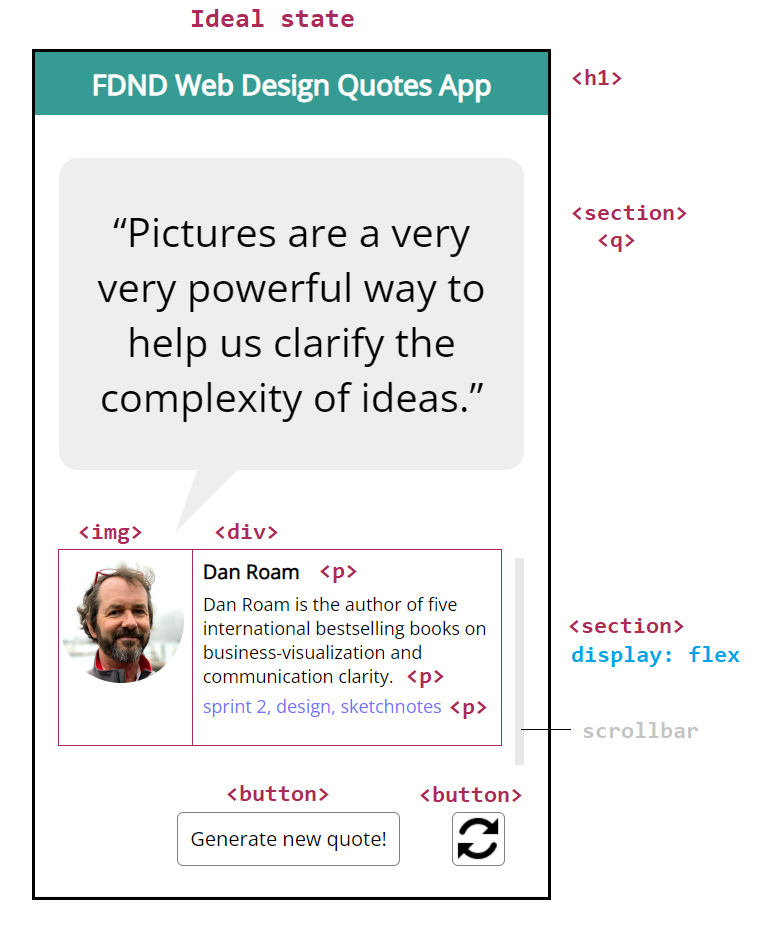 Ideal state
FDND Web Design Quotes App
<h1>
“Pictures are a very
very powerful way to
help us clarify the
complexity of ideas.”
<section>
<q>
<img>
<div>
Dan Roam <p>
Dan Roam is the author of five
international bestselling books on
business-visualization and
communication clarity. <p>
sprint 2, design, sketchnotes <p>
<section>
display: flex
scrollbar
<button>
<button>
Generate new quote!